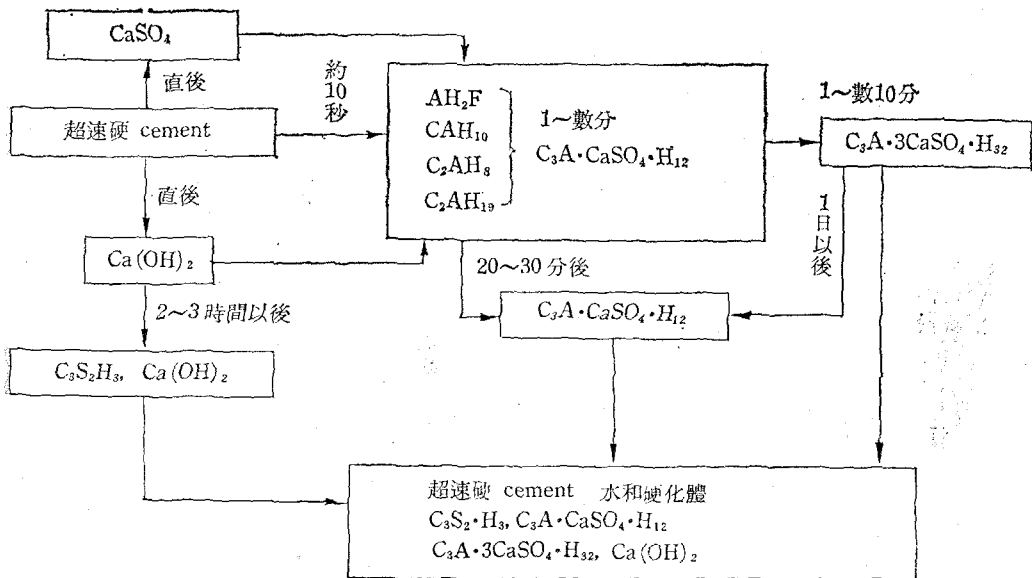 CaSO₄
直後
約10秒
超速硬 cement
直後
Ca(OH)₂
2~3時間以後
C₃S₂H₃, Ca(OH)₂
AH₂F
CAH₁₀
C₂AH₈
C₂AH₁₉
1~數分
C₃A·CaSO₄·H₁₂
1~數10分
C₃A·3CaSO₄·H₃₂
1日以後
20~30分後
C₃A·CaSO₄·H₁₂
超速硬 cement 水和硬化體
C₃S₂·H₃, C₃A·CaSO₄·H₁₂
C₃A·3CaSO₄·H₃₂, Ca(OH)₂